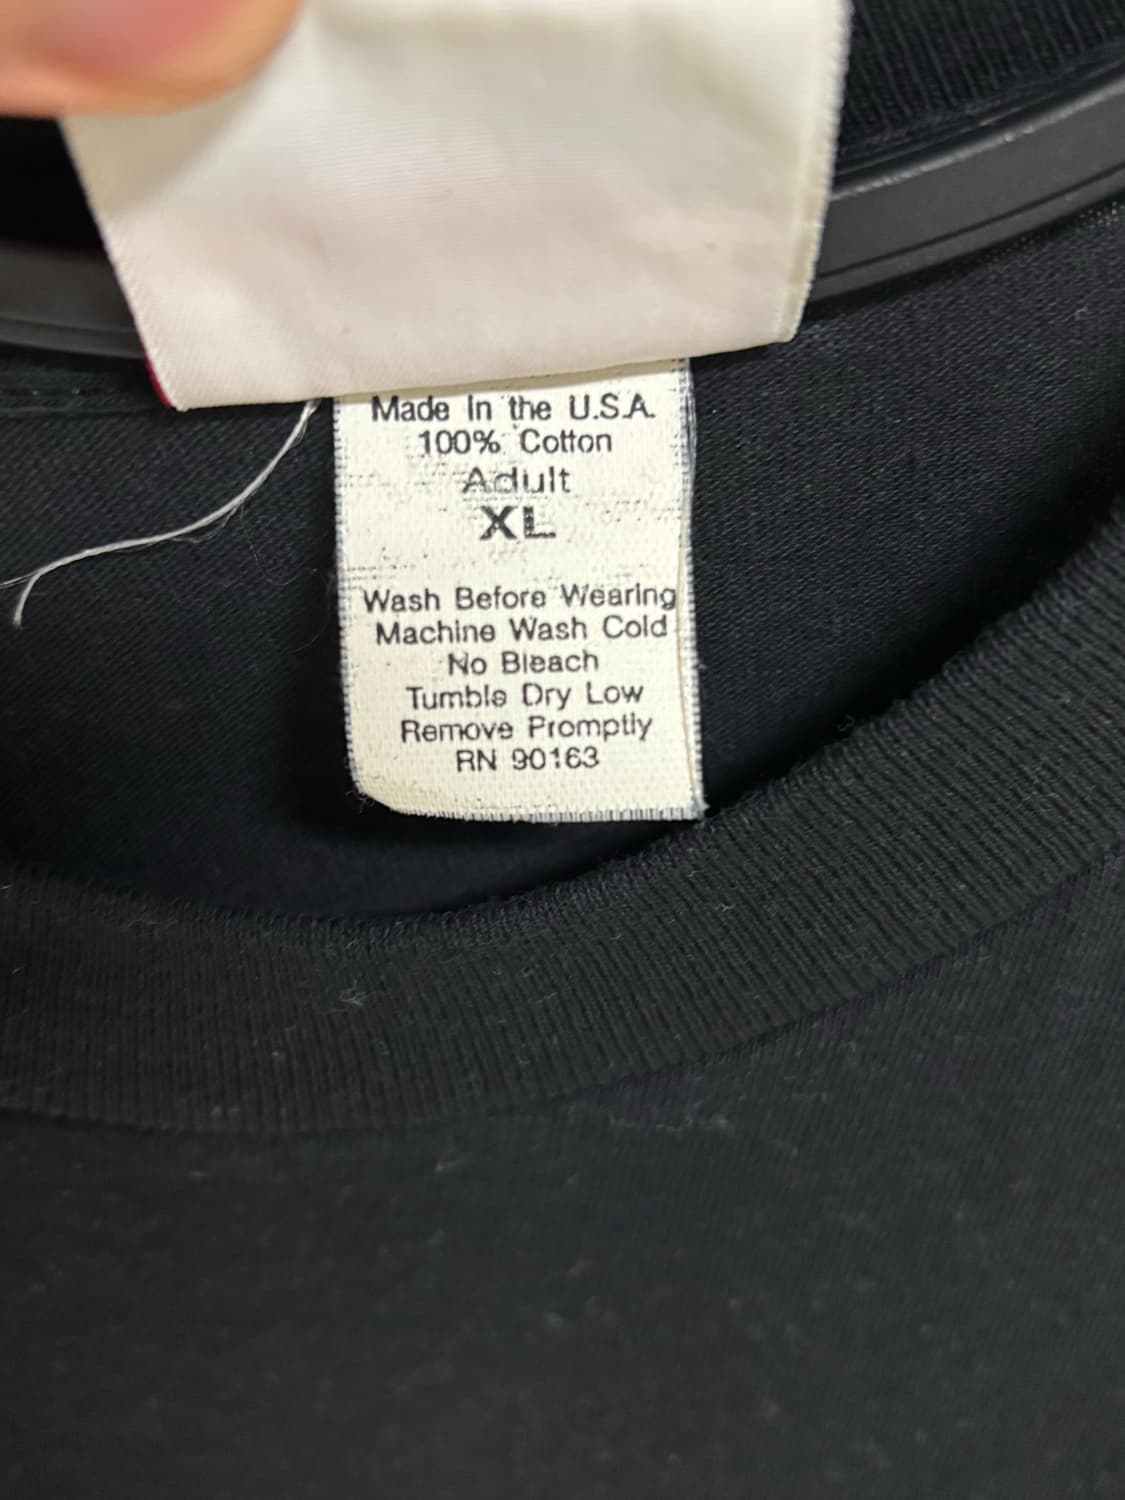 Made In the U.S.A.
100% Cotton
Adult
XL
Wash Before Wearing
Machine Wash Cold
No Bleach
Tumble Dry Low
Remove Promptly
RN 90163